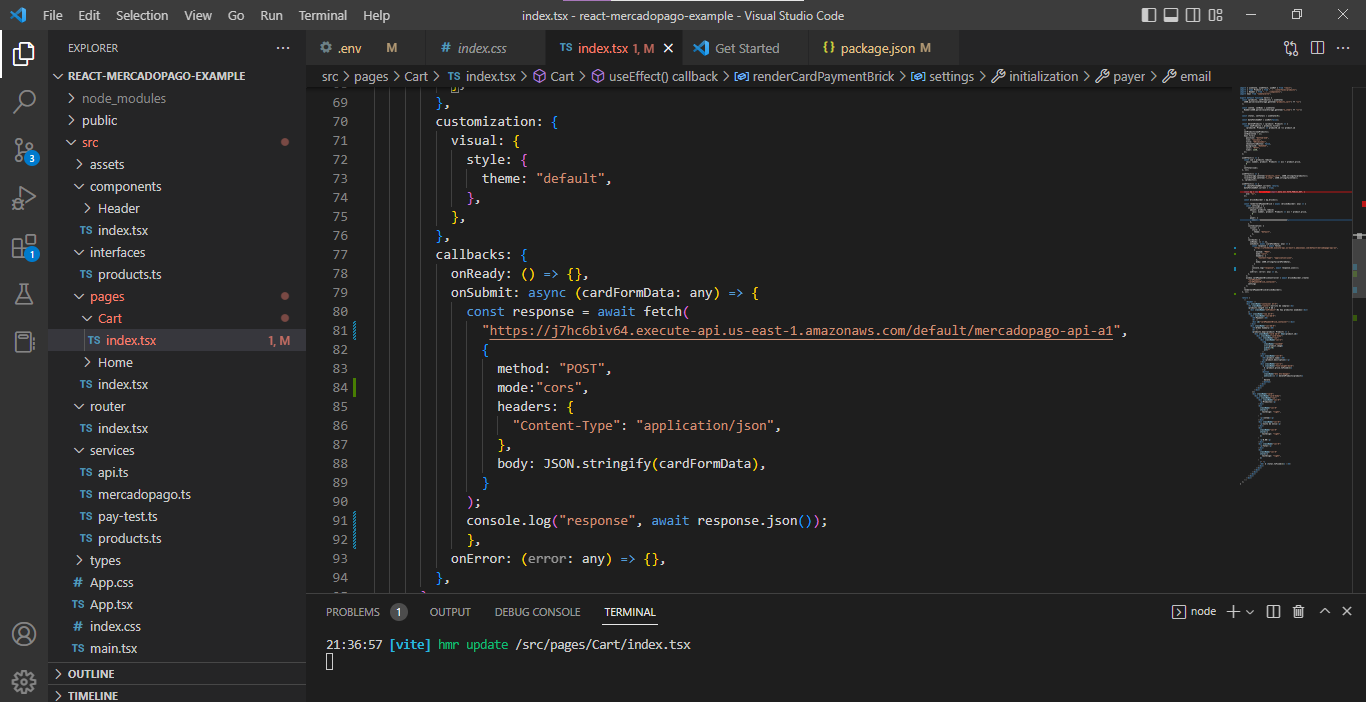 File Edit Selection View Go Run Terminal Help
index.tsx - react-mercadopago-example - Visual Studio Code
EXPLORER
.env M
# index.css
TS index.tsx 1, M
Get Started
{} package.json M
src > pages > Cart > TS index.tsx > Cart > useEffect() callback > renderCardPaymentBrick > settings > initialization > payer > email
REACT-MERCADOPAGO-EXAMPLE
node_modules
public
src
assets
components
Header
TS index.tsx
interfaces
TS products.ts
pages
Cart
TS index.tsx 1, M
Home
TS index.tsx
router
TS index.tsx
services
TS api.ts
TS mercadopago.ts
TS pay-test.ts
TS products.ts
types
# App.css
TS App.tsx
# index.css
TS main.tsx
OUTLINE
TIMELINE
3
1
69 },
70 customization: {
71 visual: {
72 style: {
73 theme: "default",
74 },
75 },
76 },
77 callbacks: {
78 onReady: () => {},
79 onSubmit: async (cardFormData: any) => {
80 const response = await fetch(
81 "https://j7hc6biv64.execute-api.us-east-1.amazonaws.com/default/mercadopago-api-a1",
82 {
83 method: "POST",
84 mode:"cors",
85 headers: {
86 "Content-Type": "application/json",
87 },
88 body: JSON.stringify(cardFormData),
89 }
90 );
91 console.log("response", await response.json());
92 },
93 onError: (error: any) => {},
94 },
PROBLEMS 1 OUTPUT DEBUG CONSOLE TERMINAL
node
21:36:57 [vite] hmr update /src/pages/Cart/index.tsx